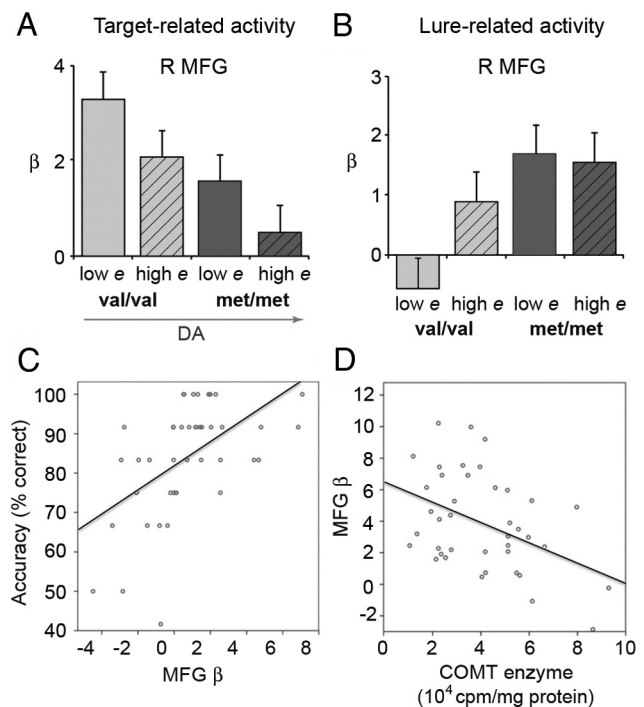 A Target-related activity
R MFG
4
2
0
β
low e high e low e high e
val/val met/met
DA
B Lure-related activity
R MFG
3
2
1
0
β
low e high e low e high e
val/val met/met
C
100
90
80
70
60
50
40
Accuracy (% correct)
-4 -2 0 2 4 6 8
MFG β
D
12
10
8
6
4
2
0
-2
MFG β
0 2 4 6 8 10
COMT enzyme
(10⁴ cpm/mg protein)